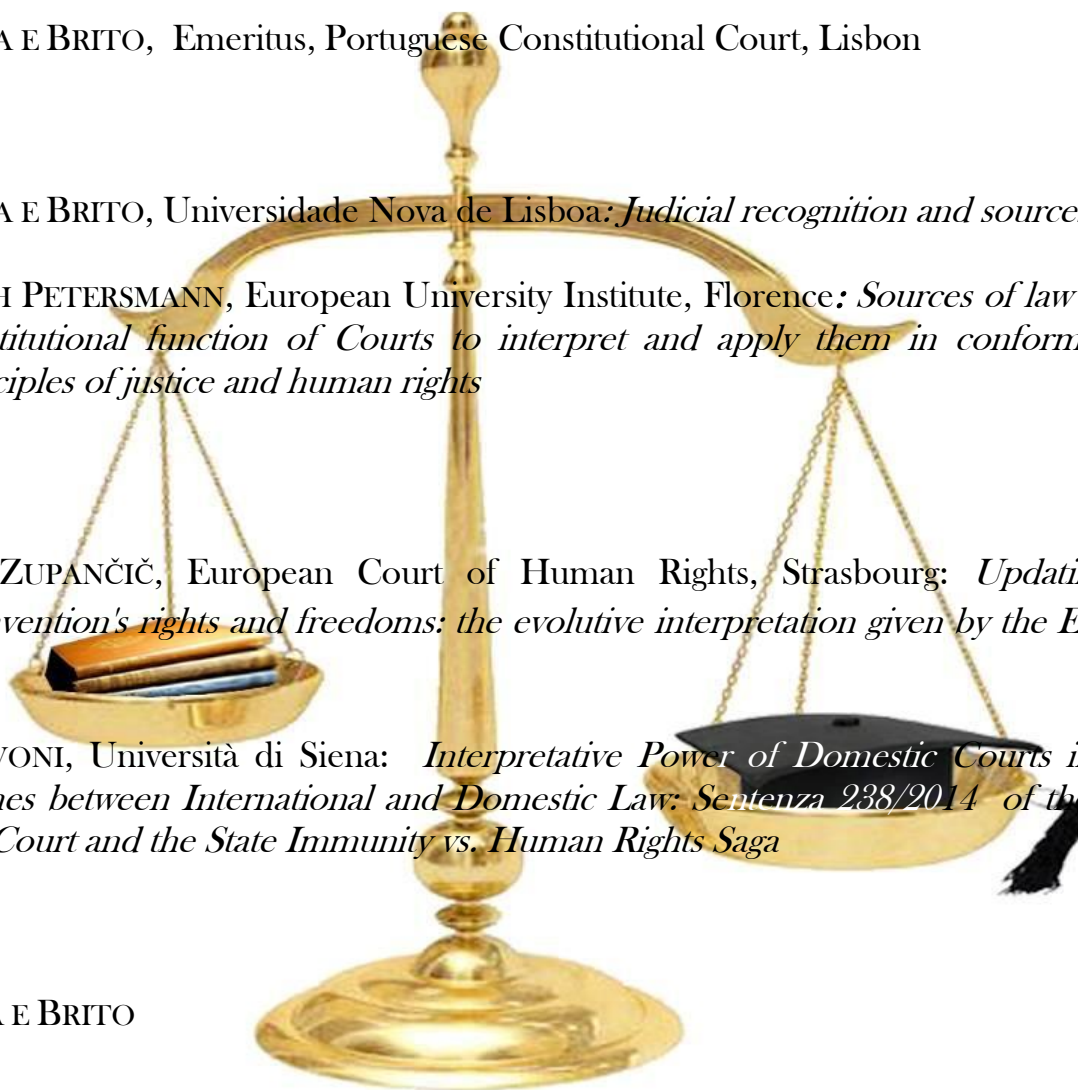 A E BRITO, Emeritus, Portuguese Constitutional Court, Lisbon
A E BRITO, Universidade Nova de Lisboa: Judicial recognition and source
H PETERSMANN, European University Institute, Florence: Sources of law
titutional function of Courts to interpret and apply them in conform
ciples of justice and human rights
ZUPANČIČ, European Court of Human Rights, Strasbourg: Updati
vention's rights and freedoms: the evolutive interpretation given by the E
VONI, Università di Siena: Interpretative Power of Domestic Courts i
nes between International and Domestic Law: Sentenza 238/2014 of the
Court and the State Immunity vs. Human Rights Saga
A E BRITO